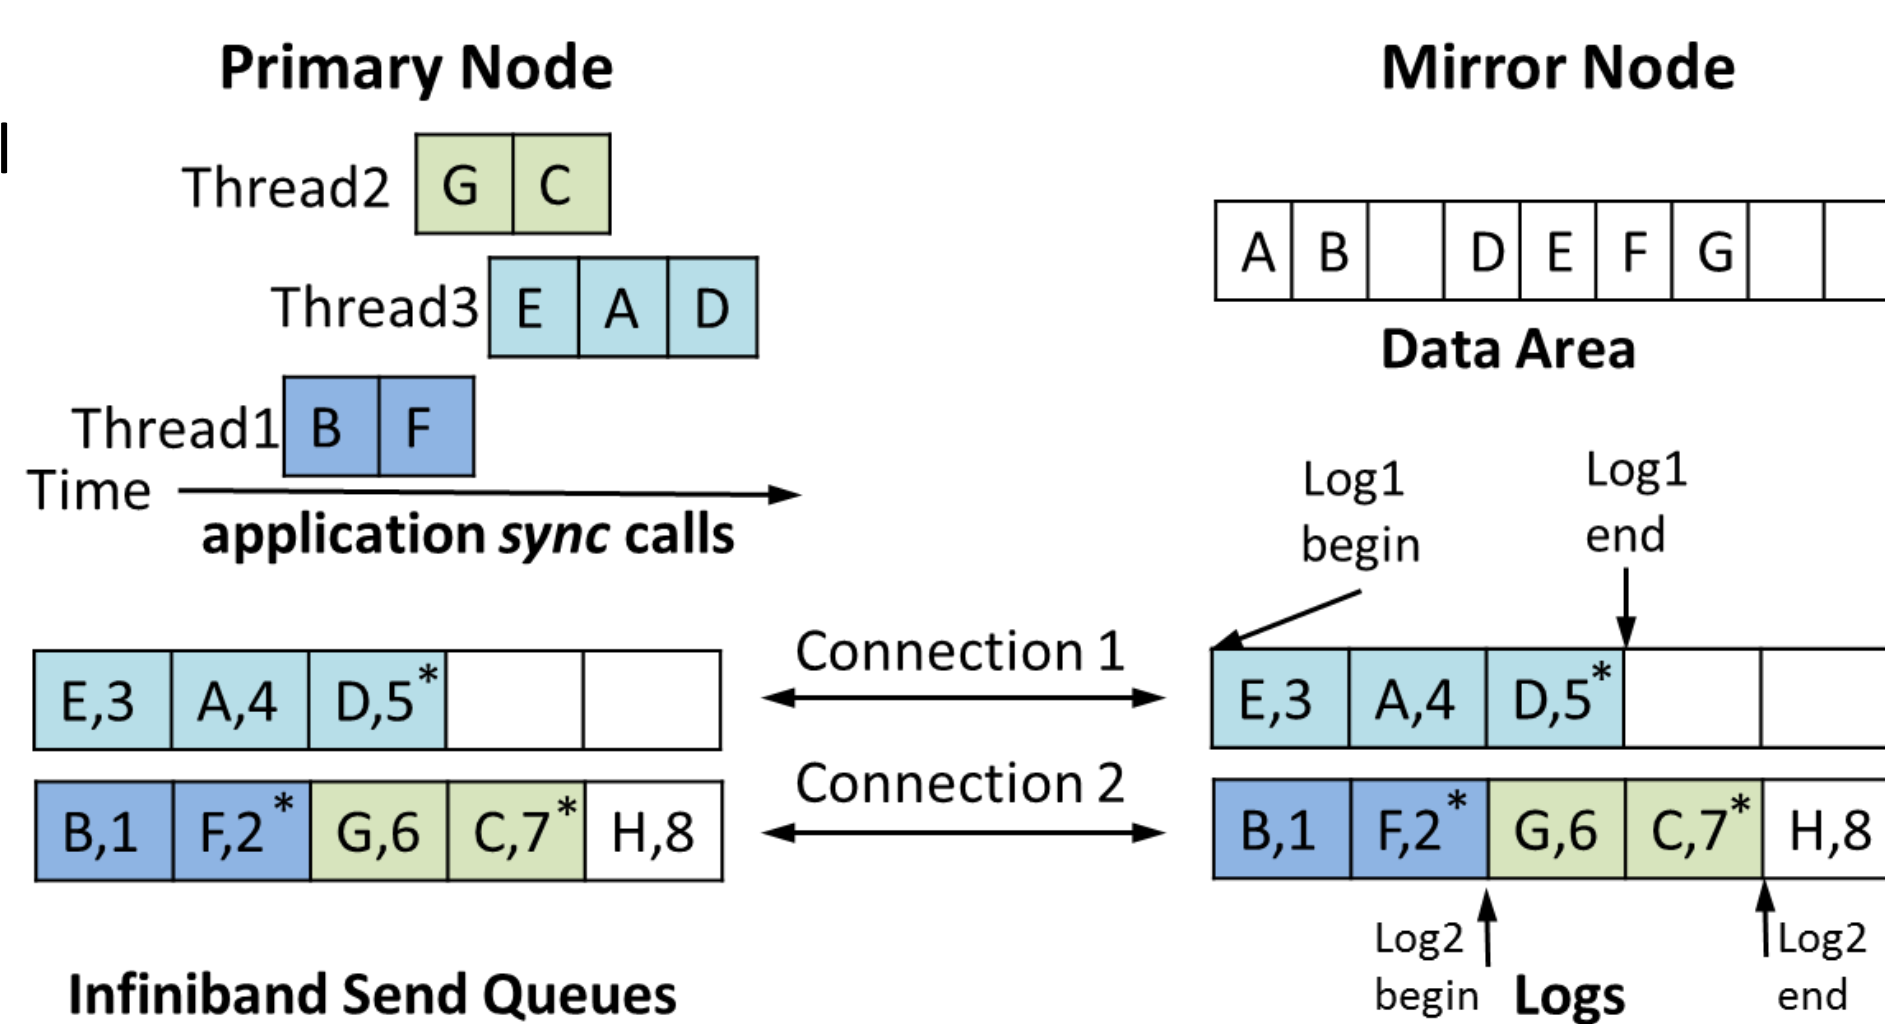 Primary Node
Thread2 G C
Thread3 E A D
Thread1 B F
Time
application sync calls
E,3 A,4 D,5*
B,1 F,2* G,6 C,7* H,8
Infiniband Send Queues
Connection 1
Connection 2
Mirror Node
A B D E F G
Data Area
Log1
begin
Log1
end
E,3 A,4 D,5*
B,1 F,2* G,6 C,7* H,8
Log2
begin
Logs
Log2
end